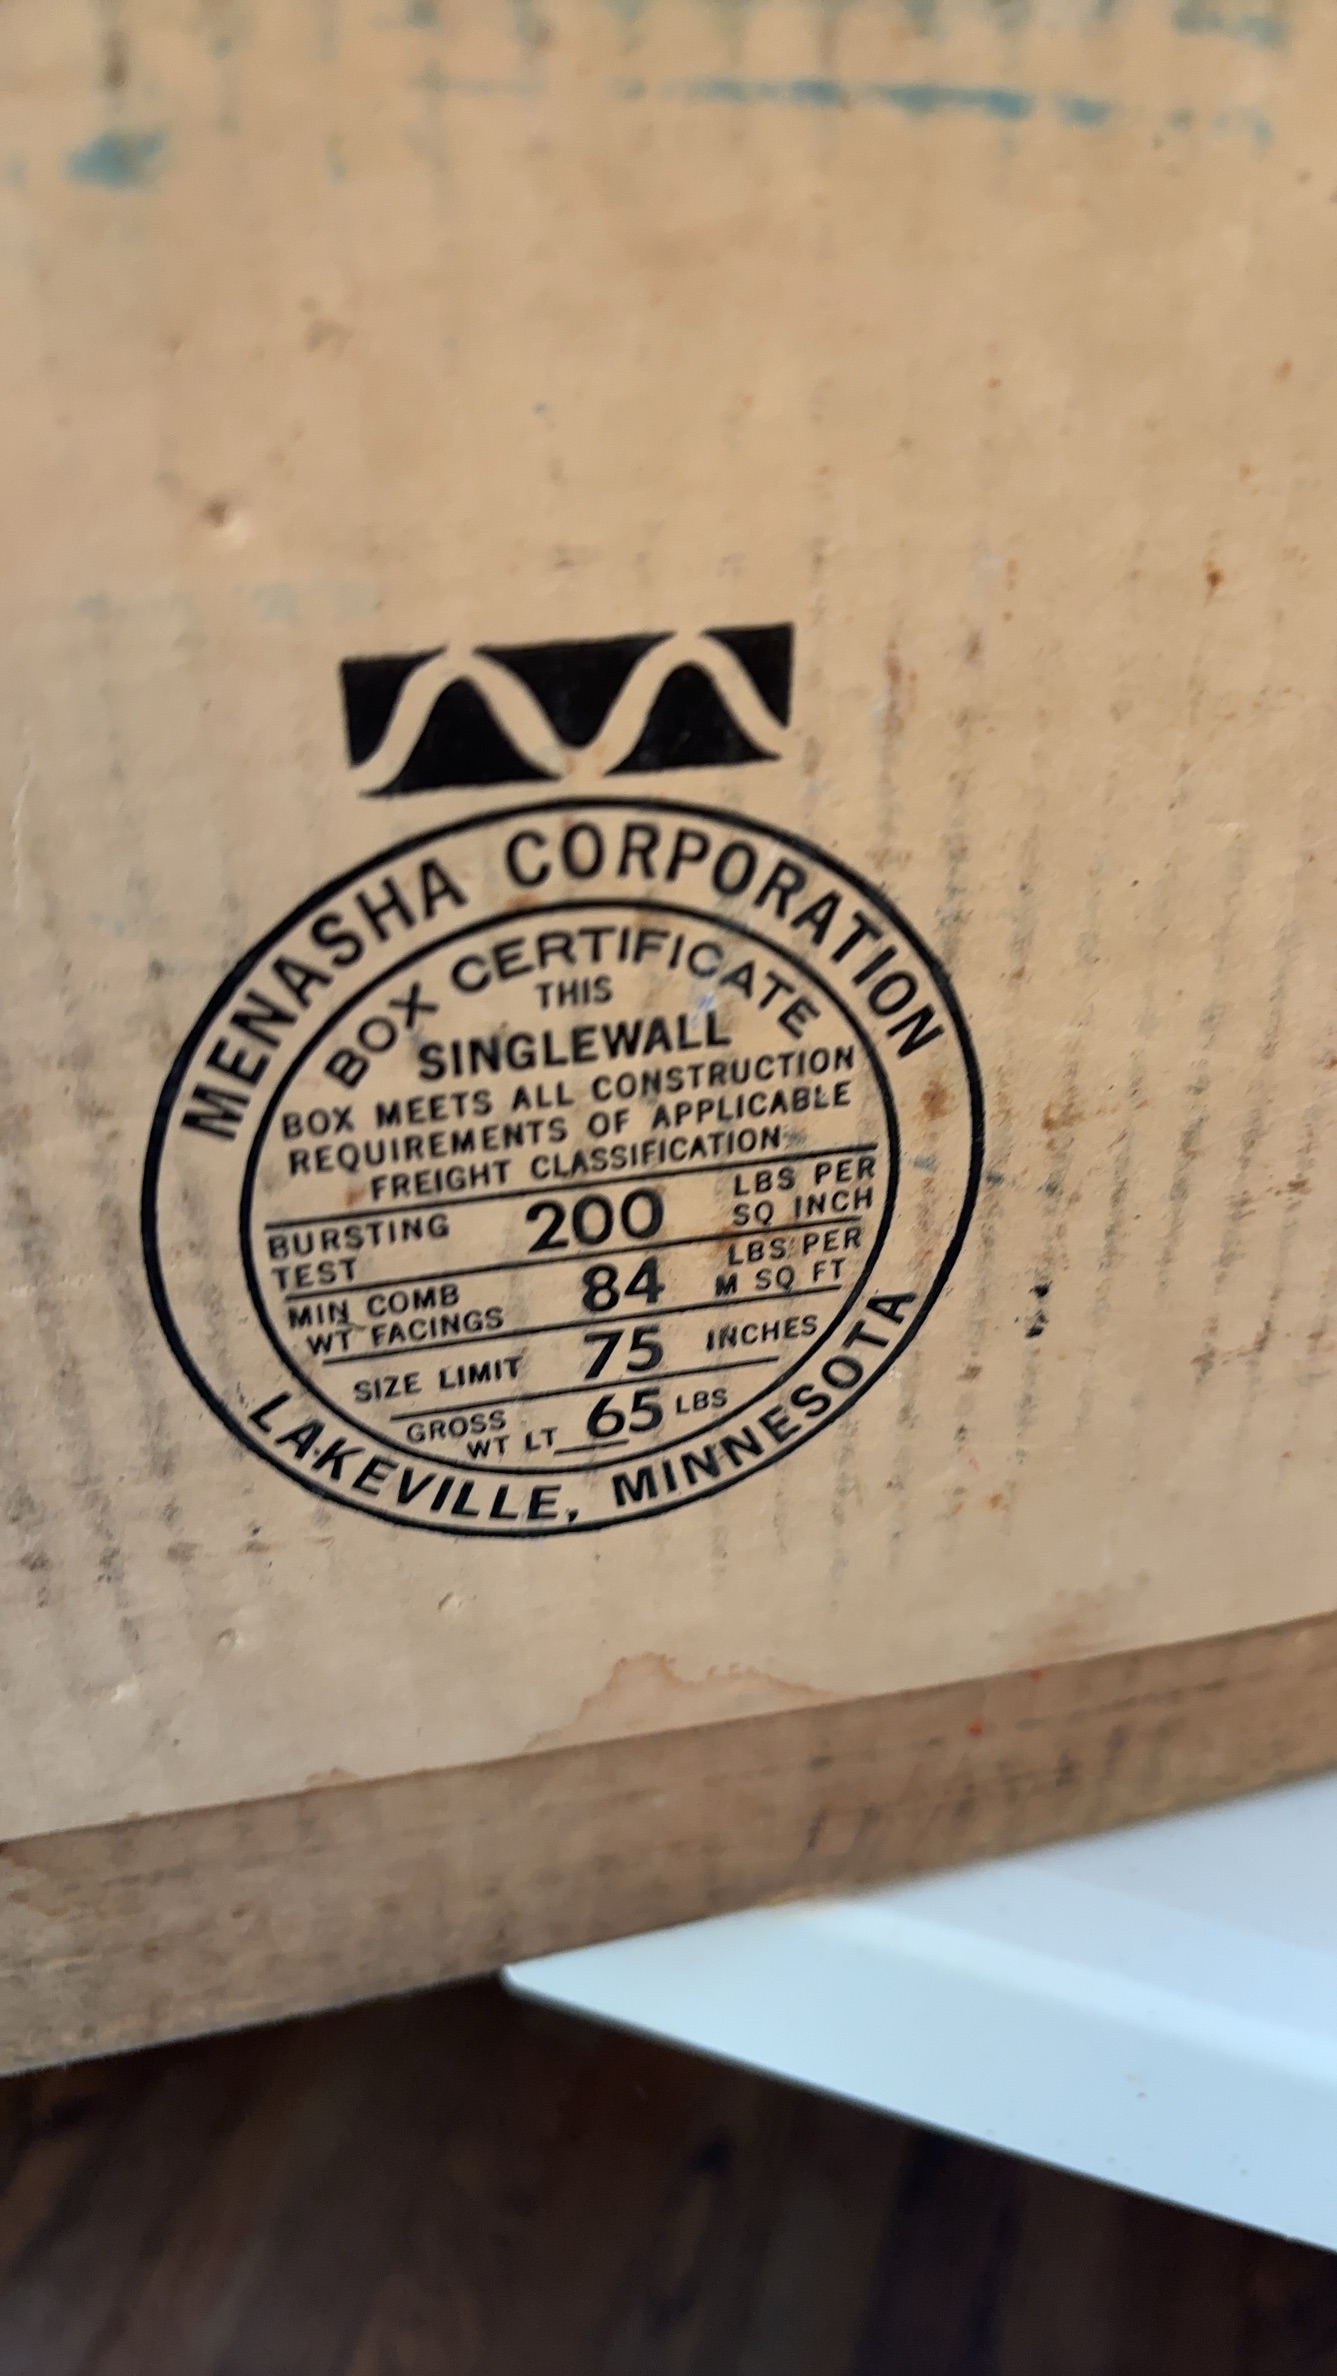 MENASHA CORPORATION
BOX CERTIFICATE
THIS
SINGLEWALL
BOX MEETS ALL CONSTRUCTION
REQUIREMENTS OF APPLICABLE
FREIGHT CLASSIFICATION
BURSTING TEST 200 LBS PER SQ INCH
MIN COMB WT FACINGS 84 LBS PER M SQ FT
SIZE LIMIT 75 INCHES
GROSS WT LT 65 LBS
LAKEVILLE, MINNESOTA